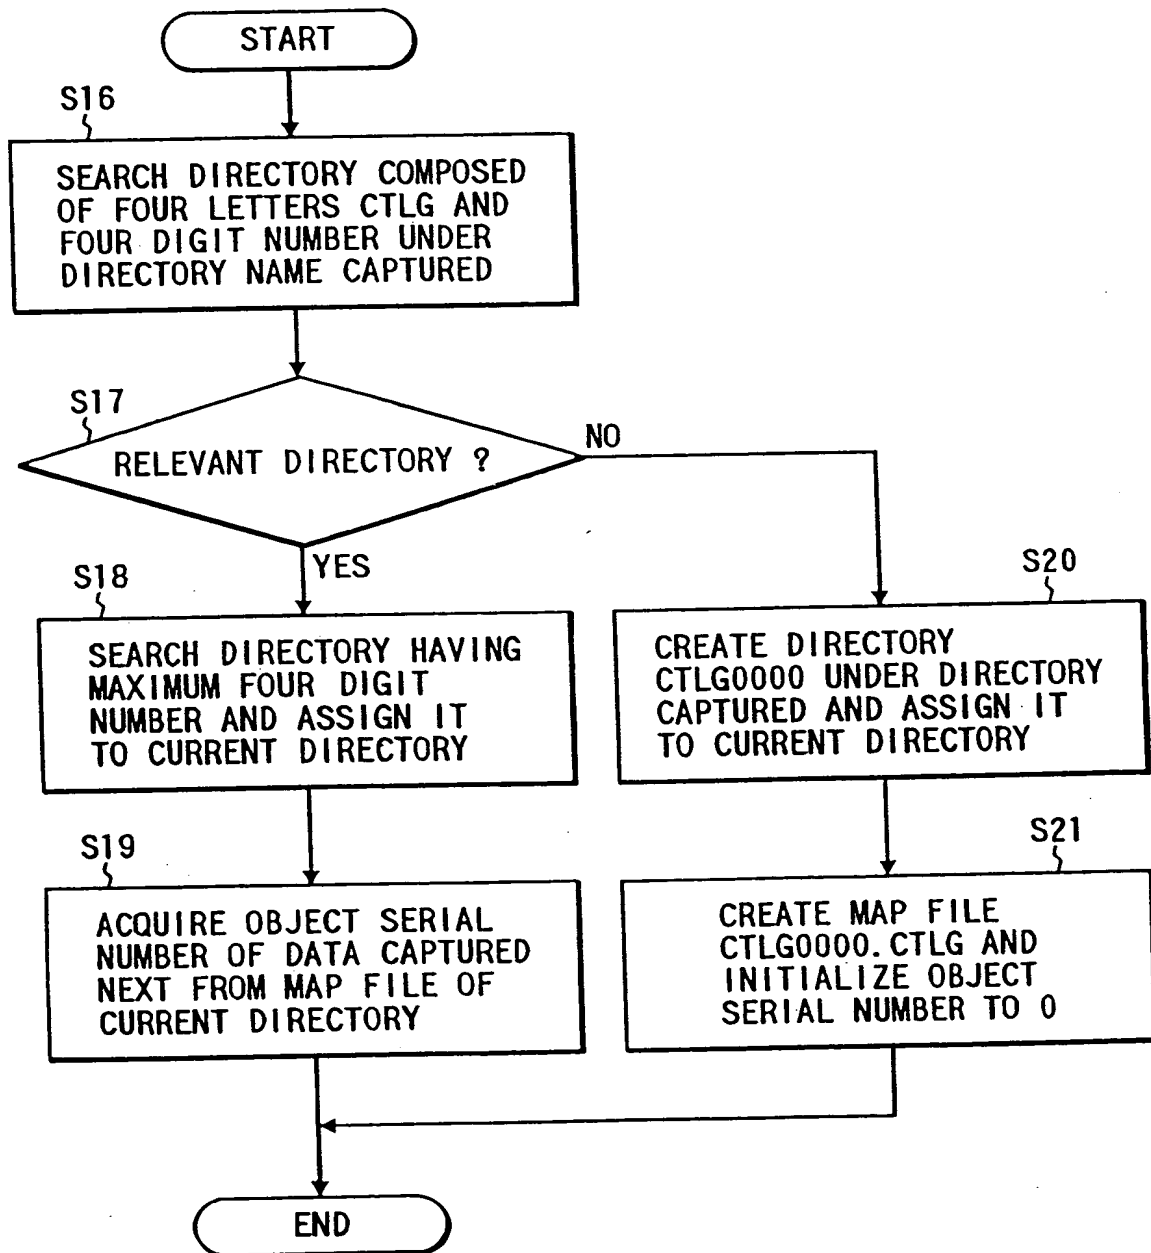 START
S16
SEARCH DIRECTORY COMPOSED
OF FOUR LETTERS CTLG AND
FOUR DIGIT NUMBER UNDER
DIRECTORY NAME CAPTURED
S17
RELEVANT DIRECTORY ?
NO
YES
S18
SEARCH DIRECTORY HAVING
MAXIMUM FOUR DIGIT
NUMBER AND ASSIGN IT
TO CURRENT DIRECTORY
S20
CREATE DIRECTORY
CTLG0000 UNDER DIRECTORY
CAPTURED AND ASSIGN IT
TO CURRENT DIRECTORY
S19
ACQUIRE OBJECT SERIAL
NUMBER OF DATA CAPTURED
NEXT FROM MAP FILE OF
CURRENT DIRECTORY
S21
CREATE MAP FILE
CTLG0000.CTLG AND
INITIALIZE OBJECT
SERIAL NUMBER TO 0
END